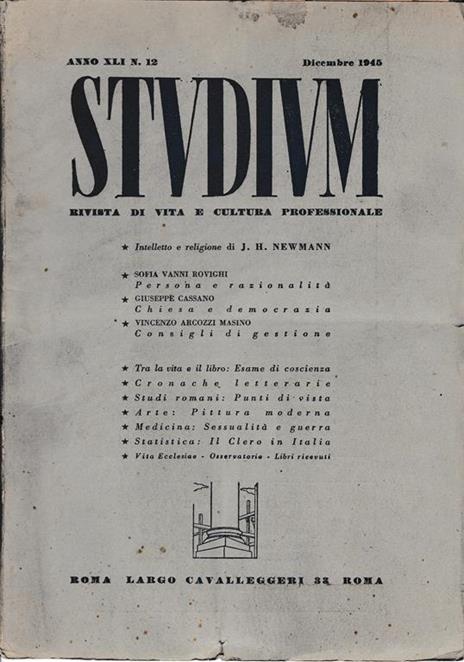 ANNO XLI N. 12 Dicembre 1945
STVDIVM
RIVISTA DI VITA E CULTURA PROFESSIONALE
★ Intelletto e religione di J. H. NEWMANN
★ SOFIA VANNI ROVIGHI
Persona e razionalità
★ GIUSEPPE CASSANO
Chiesa e democrazia
★ VINCENZO ARCOZZI MASINO
Consigli di gestione
★ Tra la vita e il libro: Esame di coscienza
★ Cronache letterarie
★ Studi romani: Punti di vista
★ Arte: Pittura moderna
★ Medicina: Sessualità e guerra
★ Statistica: Il Clero in Italia
★ Vita Ecclesiae - Osservatorio - Libri ricevuti
ROMA LARGO CAVALLEGGERI 33 ROMA